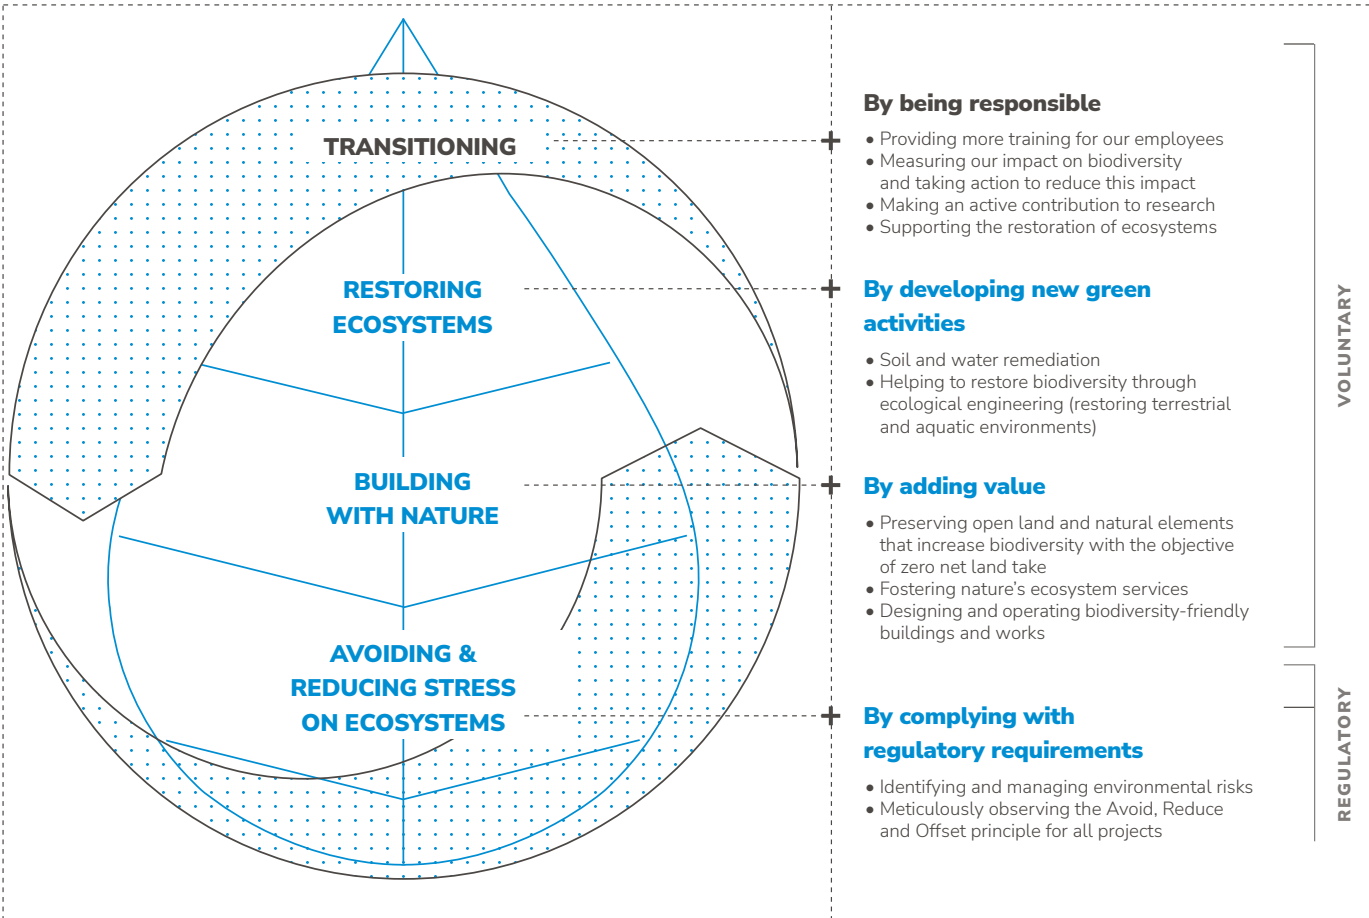 TRANSITIONING
RESTORING
ECOSYSTEMS
BUILDING
WITH NATURE
AVOIDING &
REDUCING STRESS
ON ECOSYSTEMS
By being responsible
• Providing more training for our employees
• Measuring our impact on biodiversity
and taking action to reduce this impact
• Making an active contribution to research
• Supporting the restoration of ecosystems
By developing new green
activities
• Soil and water remediation
• Helping to restore biodiversity through
ecological engineering (restoring terrestrial
and aquatic environments)
By adding value
• Preserving open land and natural elements
that increase biodiversity with the objective
of zero net land take
• Fostering nature's ecosystem services
• Designing and operating biodiversity-friendly
buildings and works
By complying with
regulatory requirements
• Identifying and managing environmental risks
• Meticulously observing the Avoid, Reduce
and Offset principle for all projects
VOLUNTARY
REGULATORY